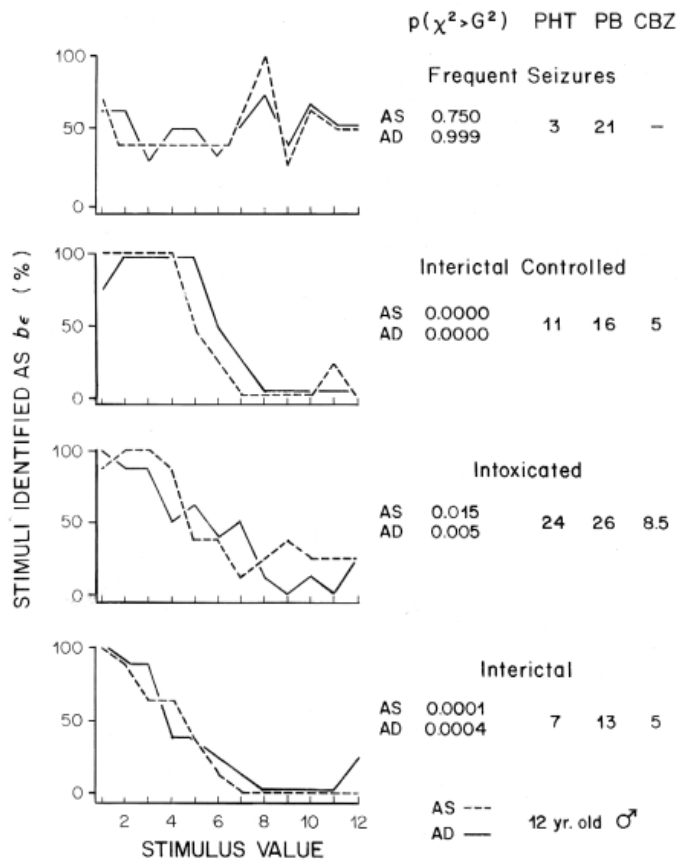 p(χ²>G²) PHT PB CBZ
Frequent Seizures
100
50
0
AS 0.750
AD 0.999
3 21 –
Interictal Controlled
100
50
0
AS 0.0000
AD 0.0000
11 16 5
Intoxicated
100
50
0
AS 0.015
AD 0.005
24 26 8.5
Interictal
100
50
0
AS 0.0001
AD 0.0004
7 13 5
2 4 6 8 10 12
STIMULUS VALUE
STIMULI IDENTIFIED AS bϵ (%)
AS ---
AD —
12 yr. old ♂